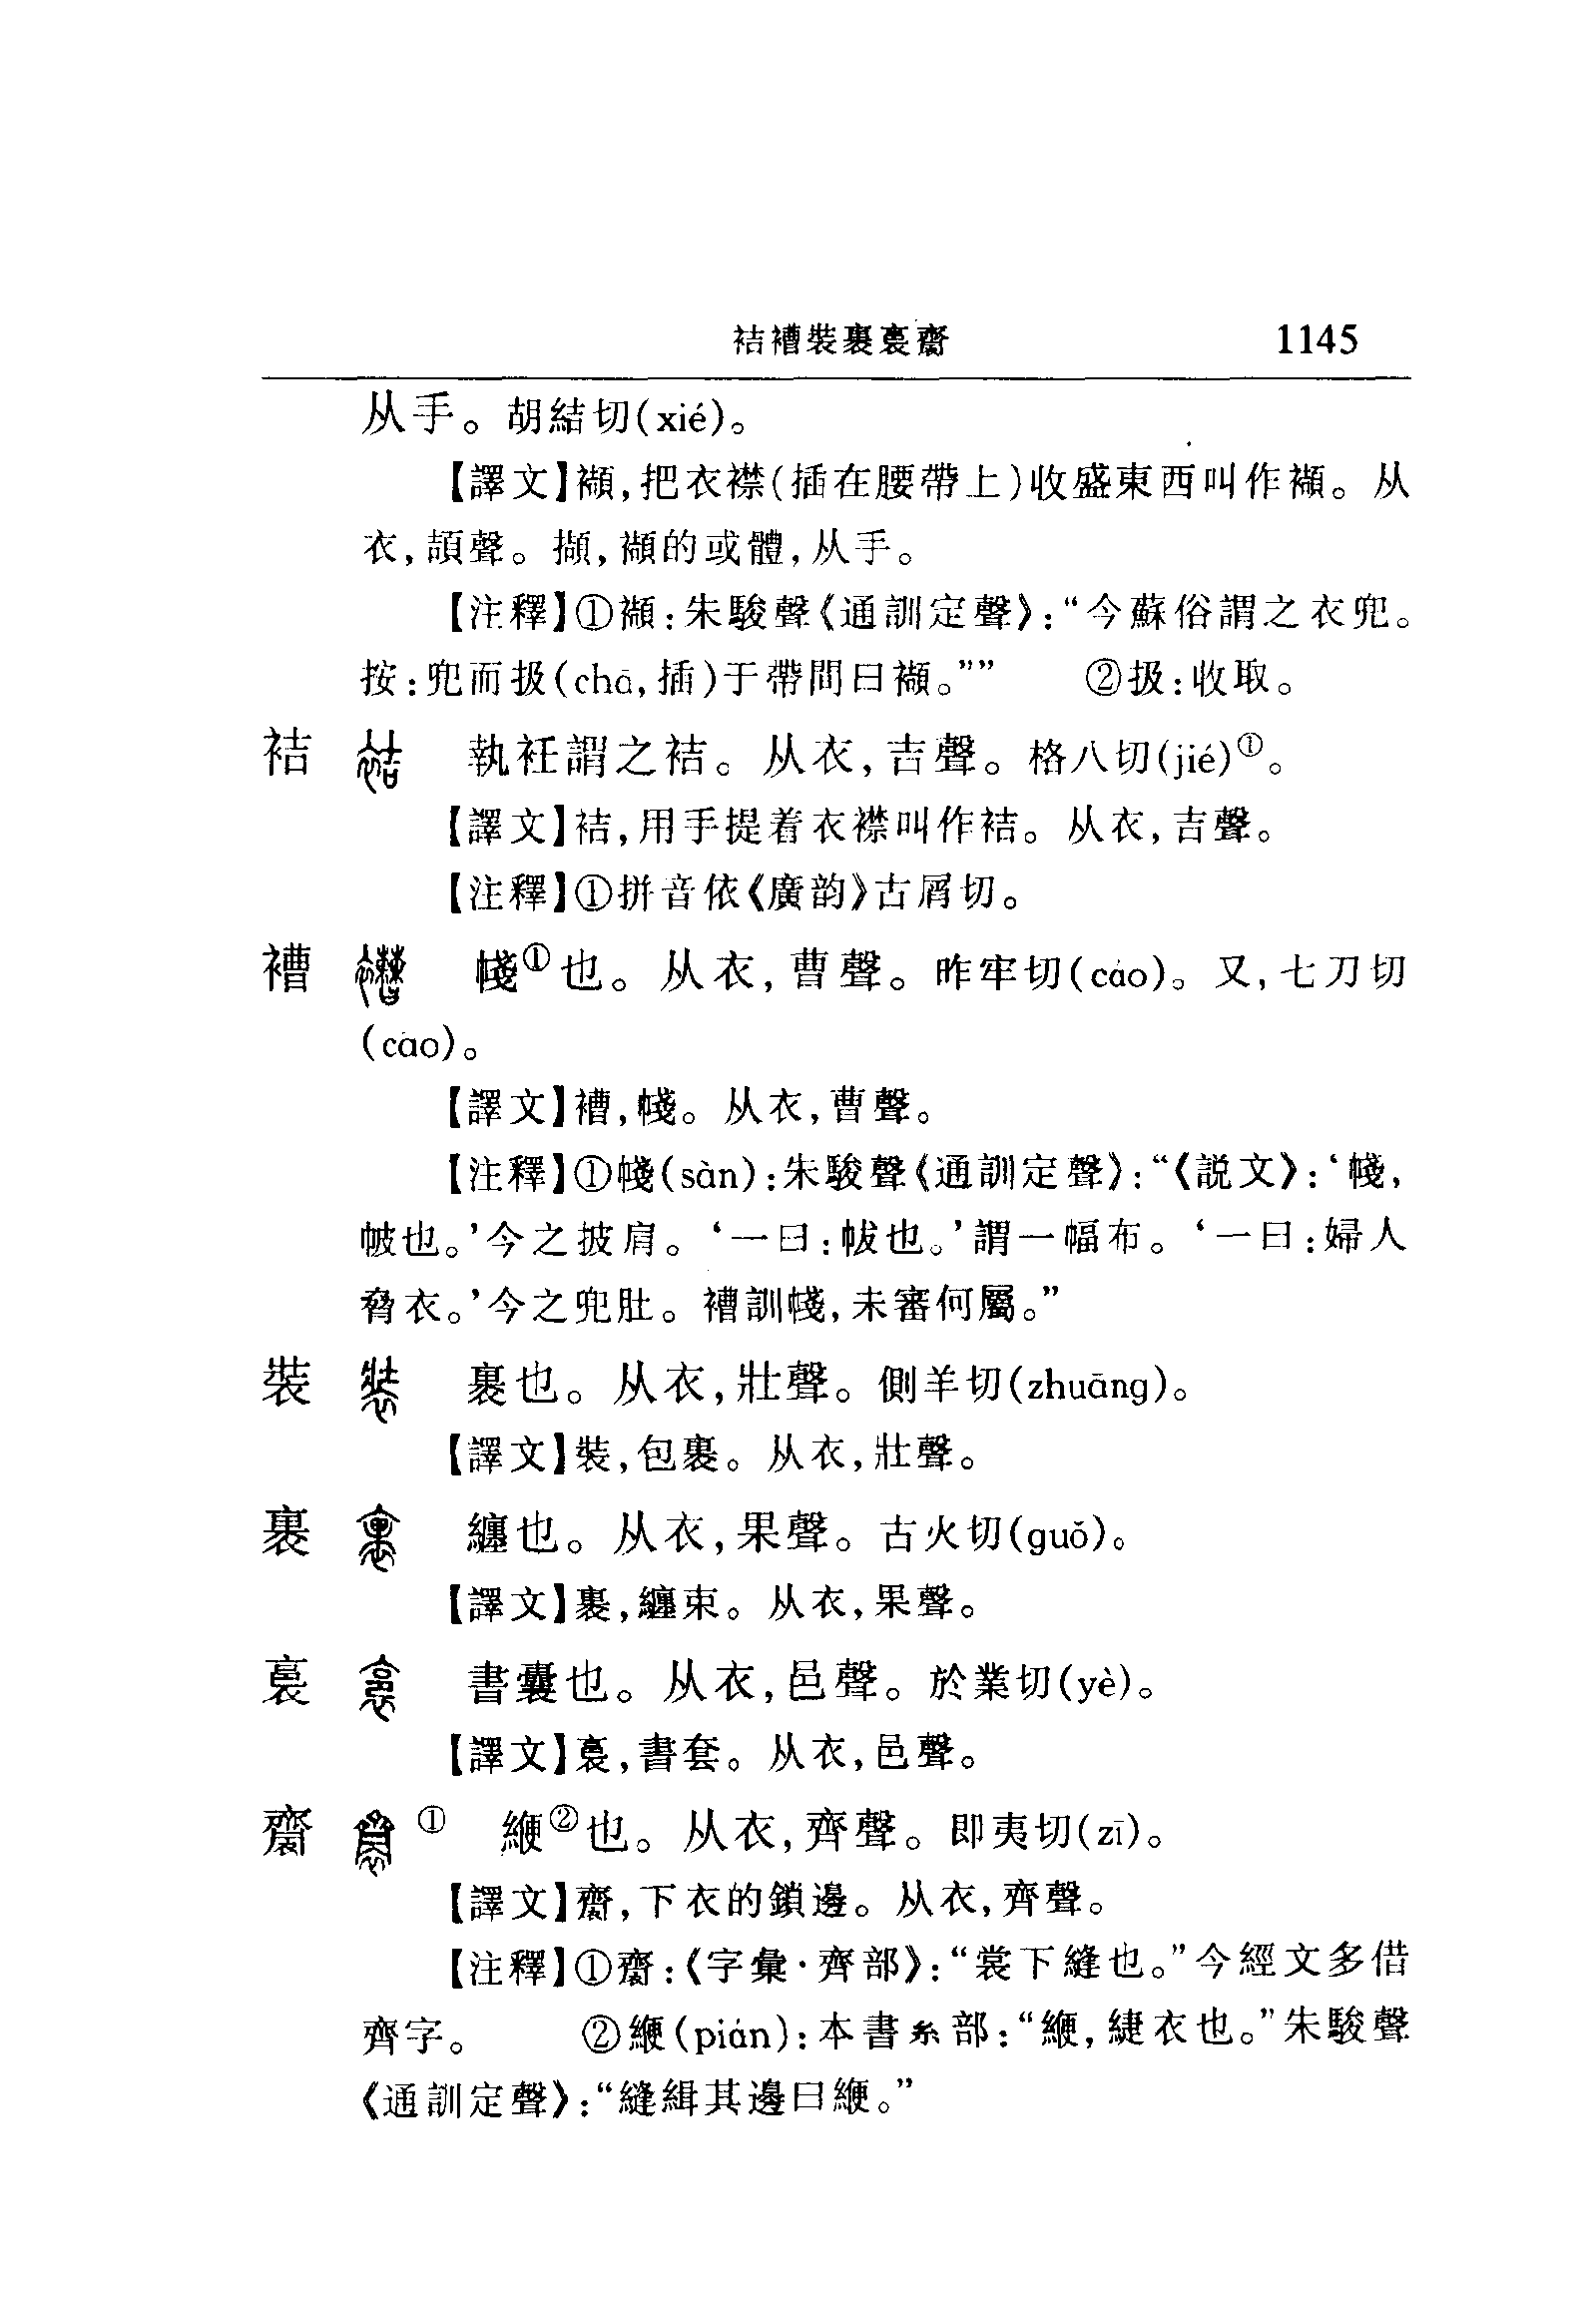 袺褿裝裹裛齌 1145
从手。胡結切(xié)。
【譯文】襭,把衣襟(插在腰帶上)收盛東西叫作襭。从
衣,頡聲。擷,襭的或體,从手。
【注釋】①襭:朱駿聲《通訓定聲》:“今蘇俗謂之衣兜。
按:兜而扱(chā,插)于帶間曰襭。”” ②扱:收取。
袺 執衽謂之袺。从衣,吉聲。格八切(jié)①。
【譯文】袺,用手提着衣襟叫作袺。从衣,吉聲。
【注釋】①拼音依《廣韵》古屑切。
褿 帴①也。从衣,曹聲。昨牢切(cáo)。又,七刀切
(cāo)。
【譯文】褿,帴。从衣,曹聲。
【注釋】①帴(sàn):朱駿聲《通訓定聲》:“《説文》:‘帴,
帔也。’今之披肩。‘一曰:帗也。’謂一幅布。‘一曰:婦人
脅衣。’今之兜肚。褿訓帴,未審何屬。”
裝 裹也。从衣,壯聲。側羊切(zhuāng)。
【譯文】裝,包裹。从衣,壯聲。
裹 纏也。从衣,果聲。古火切(guǒ)。
【譯文】裹,纏束。从衣,果聲。
裛 書囊也。从衣,邑聲。於業切(yè)。
【譯文】裛,書套。从衣,邑聲。
齎 ① 緶②也。从衣,齊聲。即夷切(zī)。
【譯文】齎,下衣的鎖邊。从衣,齊聲。
【注釋】①齎:《字彙·齊部》:“裳下縫也。”今經文多借
齊字。 ②緶(pián):本書糸部:“緶,緁衣也。”朱駿聲
《通訓定聲》:“縫緝其邊曰緶。”